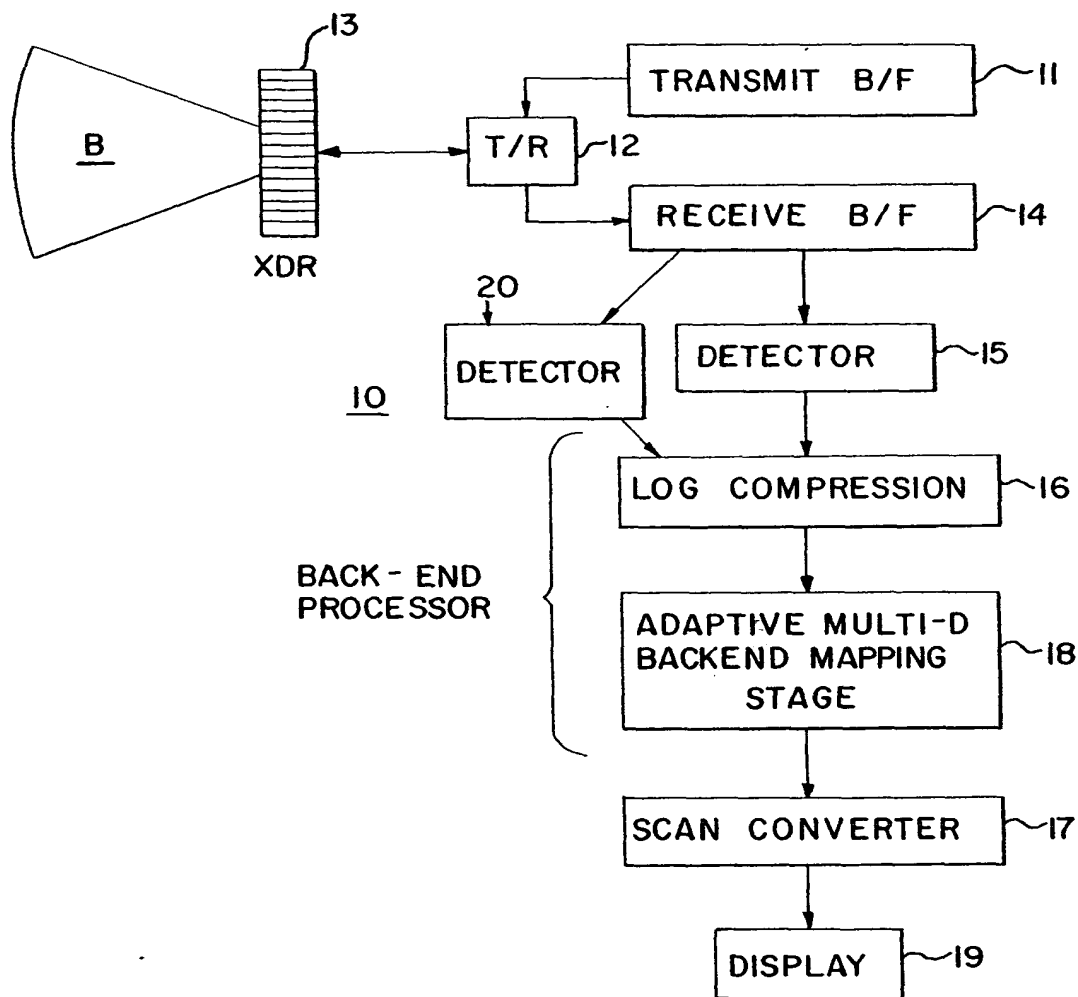 13
TRANSMIT B/F
11
B
T/R
12
RECEIVE B/F
14
XDR
20
DETECTOR
DETECTOR
15
10
LOG COMPRESSION
16
BACK-END
PROCESSOR
ADAPTIVE MULTI-D
BACKEND MAPPING
STAGE
18
SCAN CONVERTER
17
DISPLAY
19